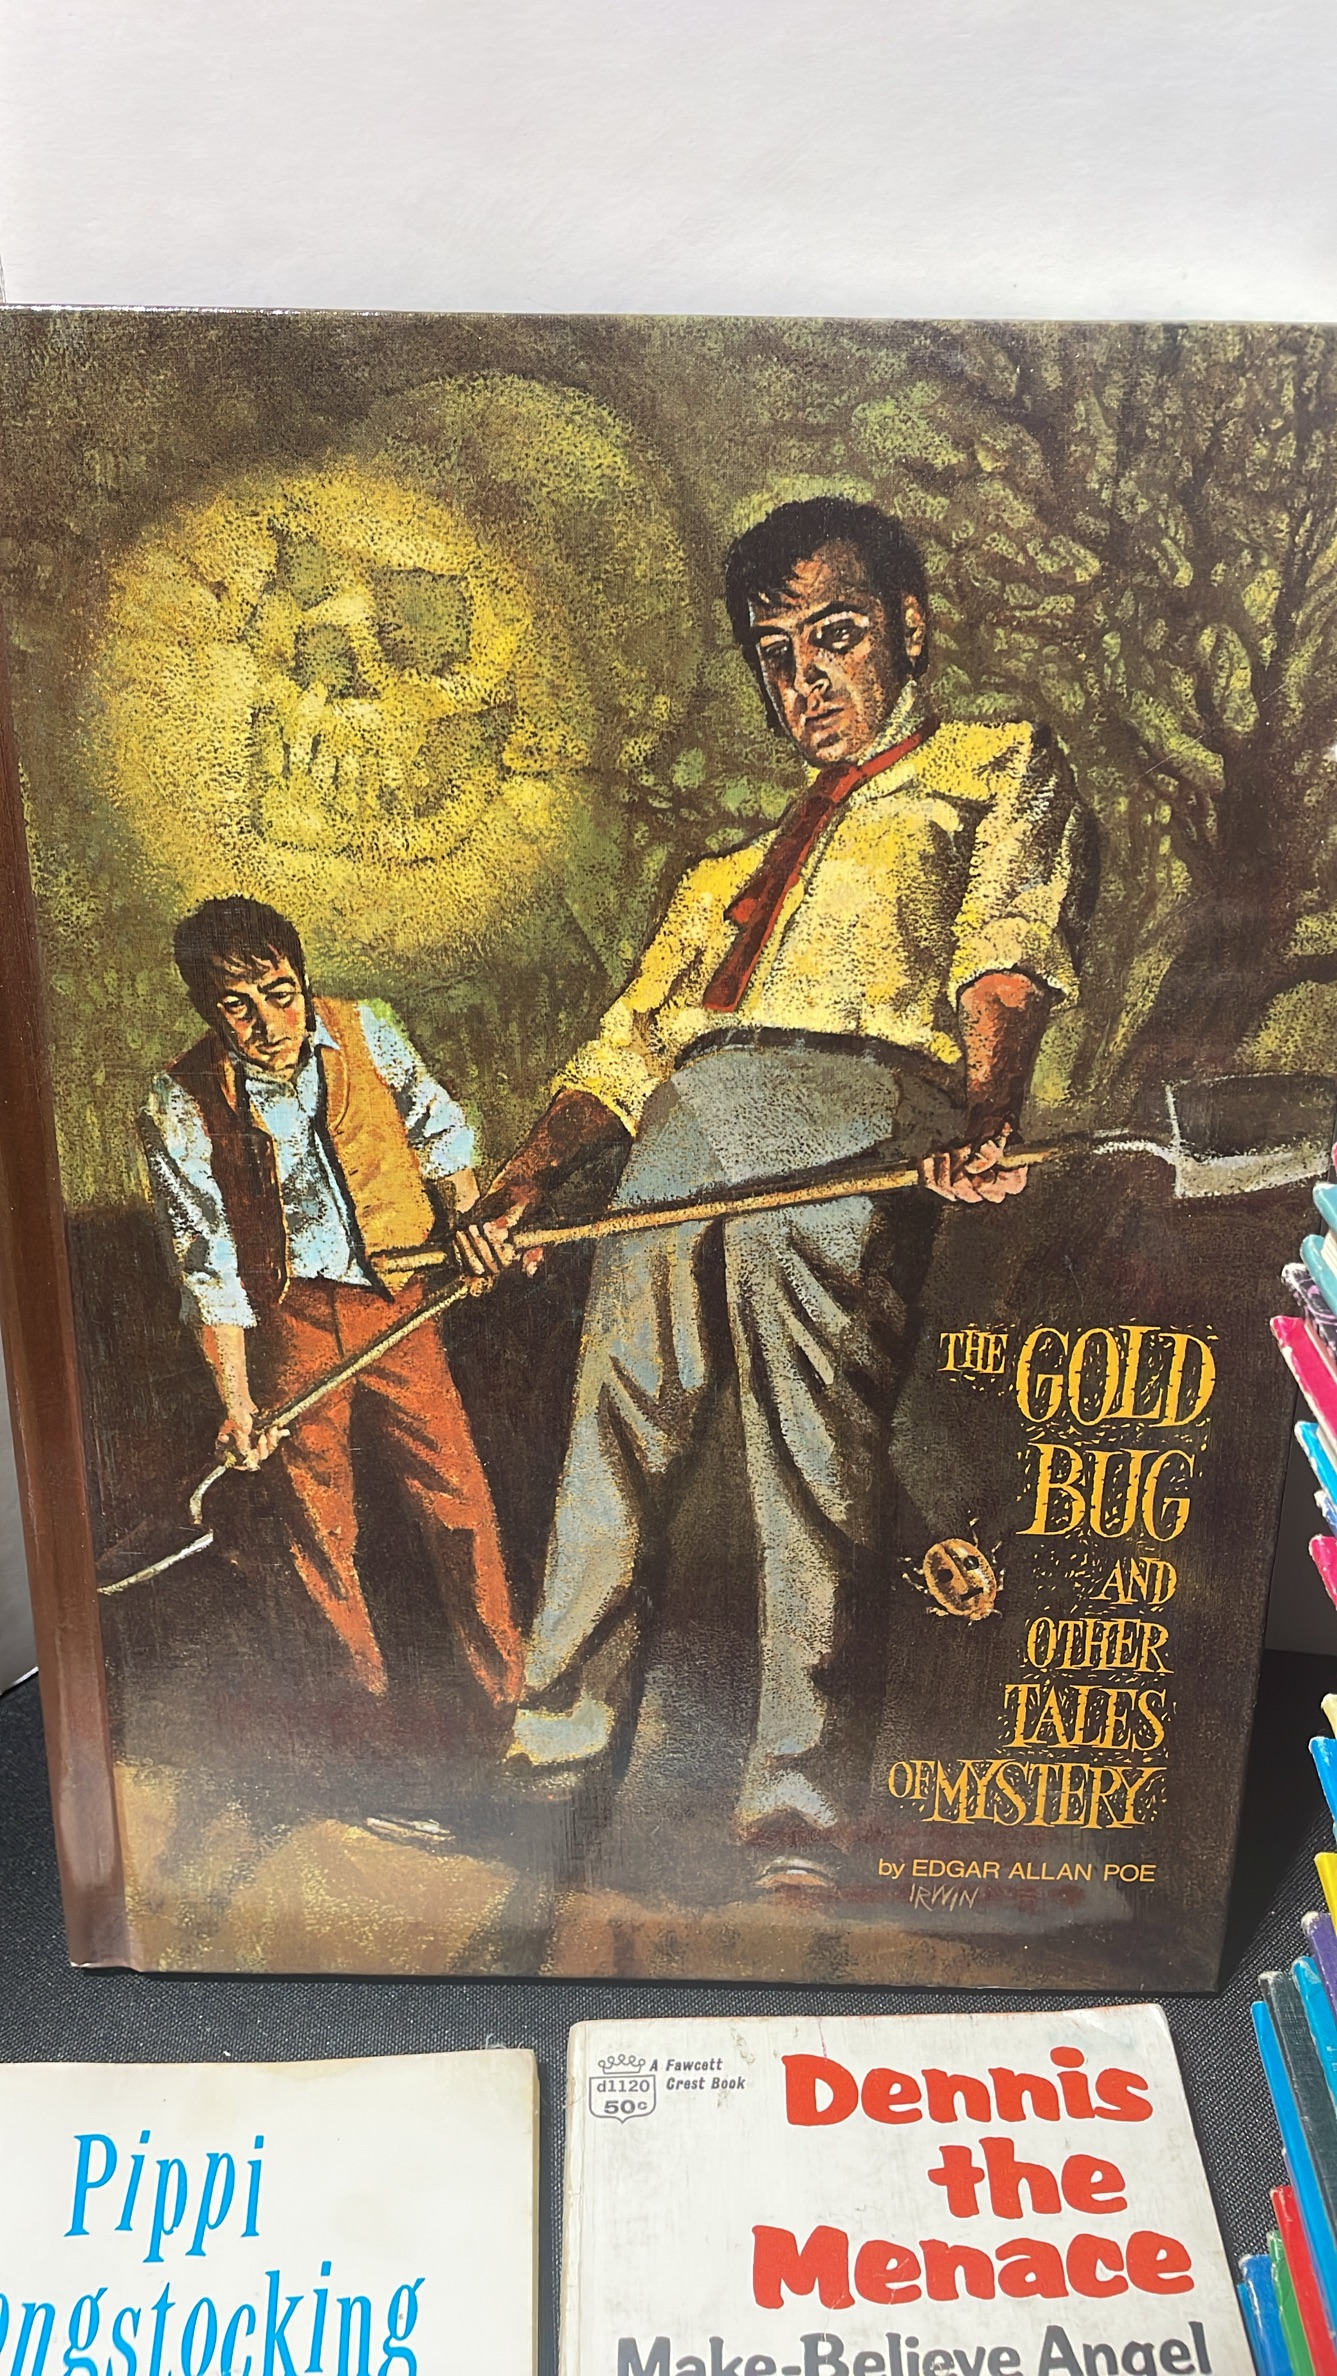 THE GOLD
BUG
AND
OTHER
TALES
OF MYSTERY
by EDGAR ALLAN POE
IRWIN
Pippi
ongstocking
A Fawcett
Crest Book
d1120
50c
Dennis
the
Menace
Make-Believe Angel